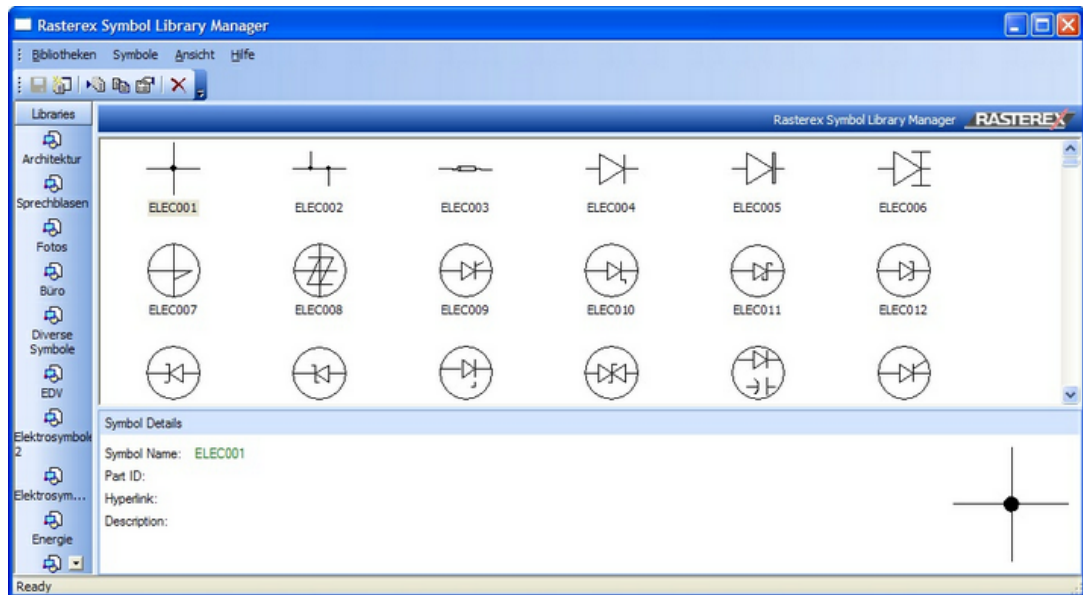 Rasterex Symbol Library Manager
Bibliotheken Symbole Ansicht Hilfe
Libraries
Rasterex Symbol Library Manager RASTEREX
Architektur
Sprechblasen
Fotos
Büro
Diverse
Symbole
EDV
Elektrosymbole
2
Elektrosym...
Energie
ELEC001 ELEC002 ELEC003 ELEC004 ELEC005 ELEC006
ELEC007 ELEC008 ELEC009 ELEC010 ELEC011 ELEC012
Symbol Details
Symbol Name: ELEC001
Part ID:
Hyperlink:
Description:
Ready